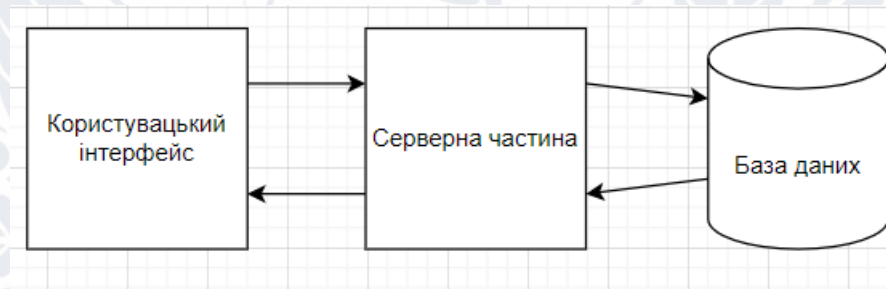 Користувацький
інтерфейс
Серверна частина
База даних